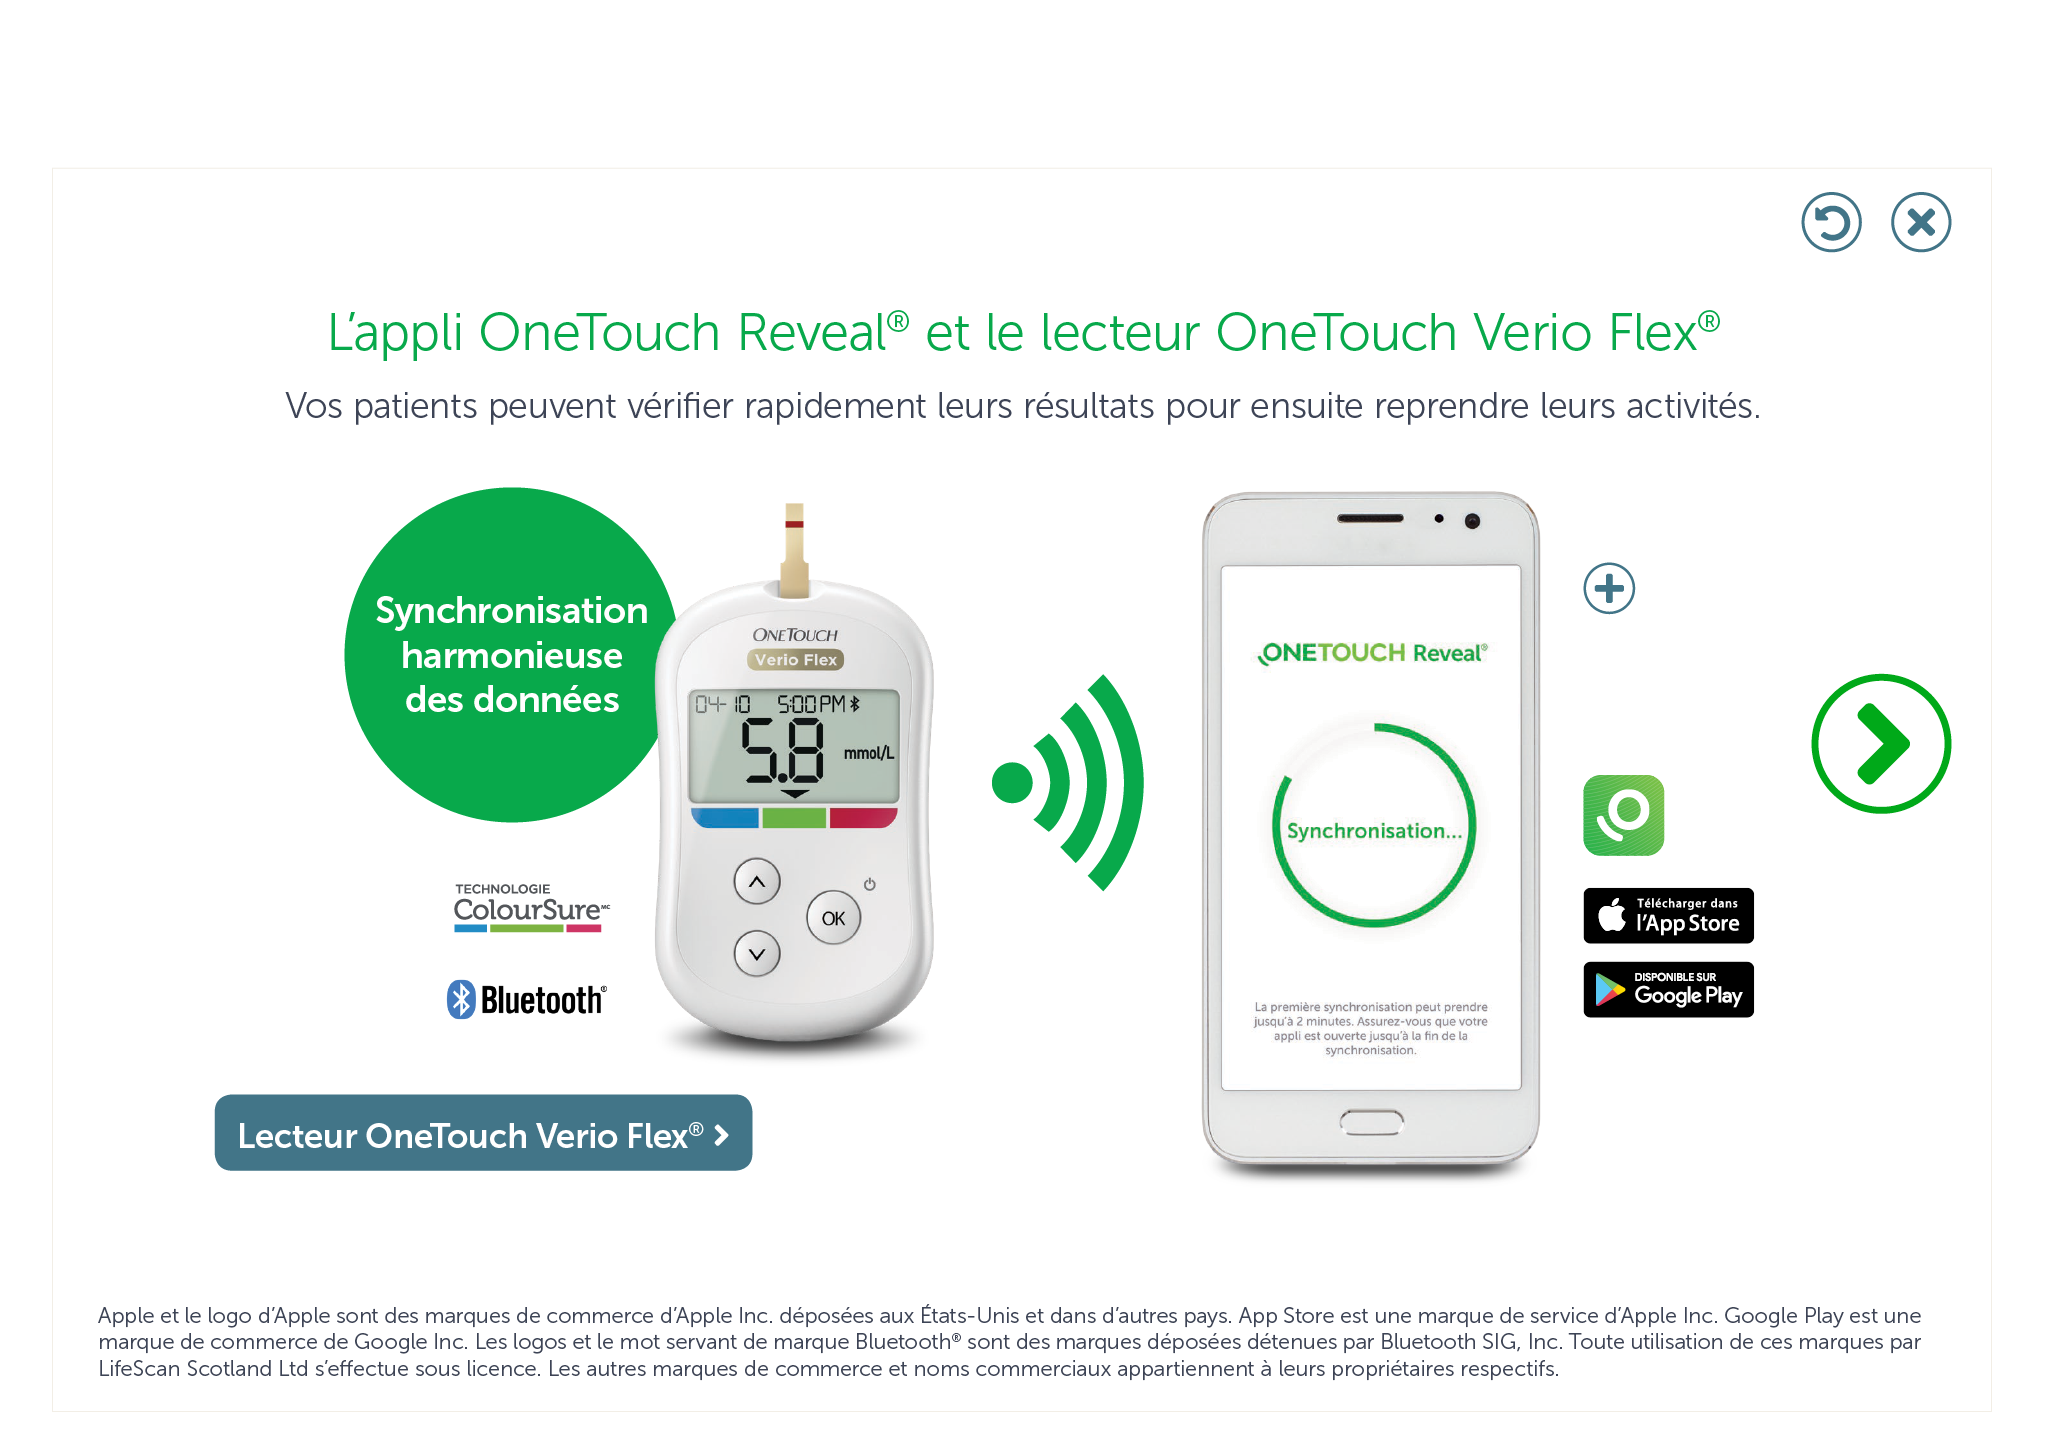 L’appli OneTouch Reveal® et le lecteur OneTouch Verio Flex®
Vos patients peuvent vérifier rapidement leurs résultats pour ensuite reprendre leurs activités.
Synchronisation
harmonieuse
des données
TECHNOLOGIE
ColourSure MC
Bluetooth®
ONETOUCH
Verio Flex
04-10 5:00 PM
5.8 mmol/L
OK
ONETOUCH Reveal®
Synchronisation...
La première synchronisation peut prendre
jusqu’à 2 minutes. Assurez-vous que votre
appli est ouverte jusqu’à la fin de la
synchronisation.
Télécharger dans
l’App Store
DISPONIBLE SUR
Google Play
Lecteur OneTouch Verio Flex®
Apple et le logo d’Apple sont des marques de commerce d’Apple Inc. déposées aux États-Unis et dans d’autres pays. App Store est une marque de service d’Apple Inc. Google Play est une
marque de commerce de Google Inc. Les logos et le mot servant de marque Bluetooth® sont des marques déposées détenues par Bluetooth SIG, Inc. Toute utilisation de ces marques par
LifeScan Scotland Ltd s’effectue sous licence. Les autres marques de commerce et noms commerciaux appartiennent à leurs propriétaires respectifs.